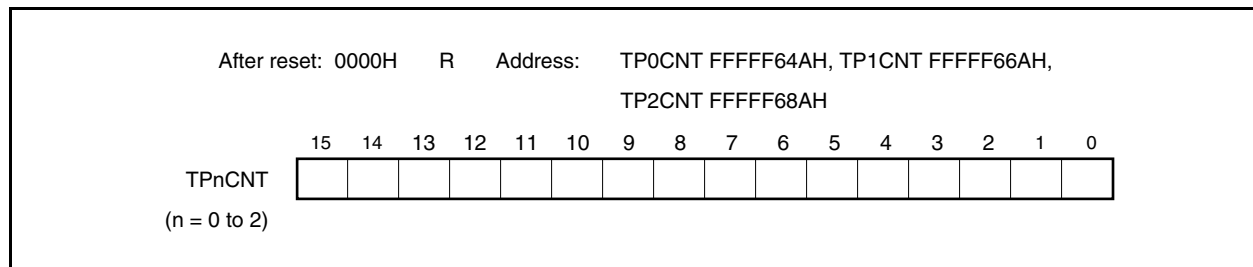 After reset: 0000H R Address: TP0CNT FFFFF64AH, TP1CNT FFFFF66AH,
TP2CNT FFFFF68AH
15 14 13 12 11 10 9 8 7 6 5 4 3 2 1 0
TPnCNT
(n = 0 to 2)